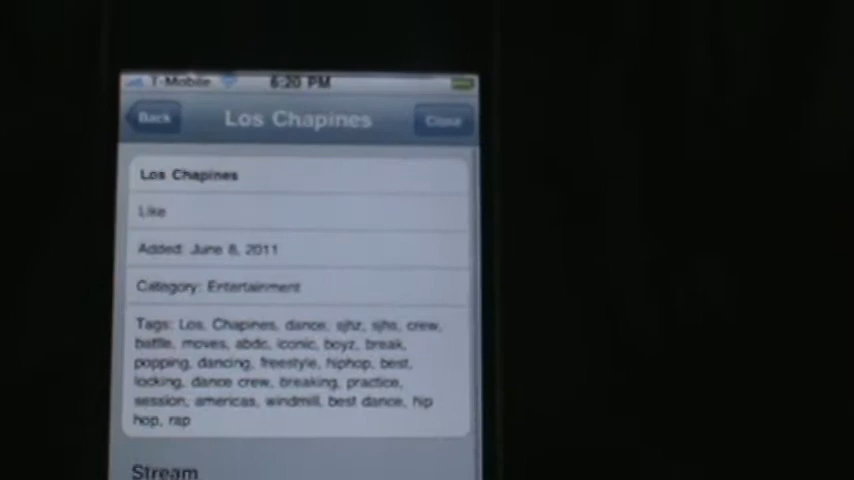 T-Mobile 6:20 PM
Back Los Chapines Close
Los Chapines
Like
Added: June 8, 2011
Category: Entertainment
Tags: Los, Chapines, dance, sjhz, sjhs, crew,
battle, moves, abdc, iconic, boyz, break,
popping, dancing, freestyle, hiphop, best,
locking, dance crew, breaking, practice,
session, americas, windmill, best dance, hip
hop, rap
Stream